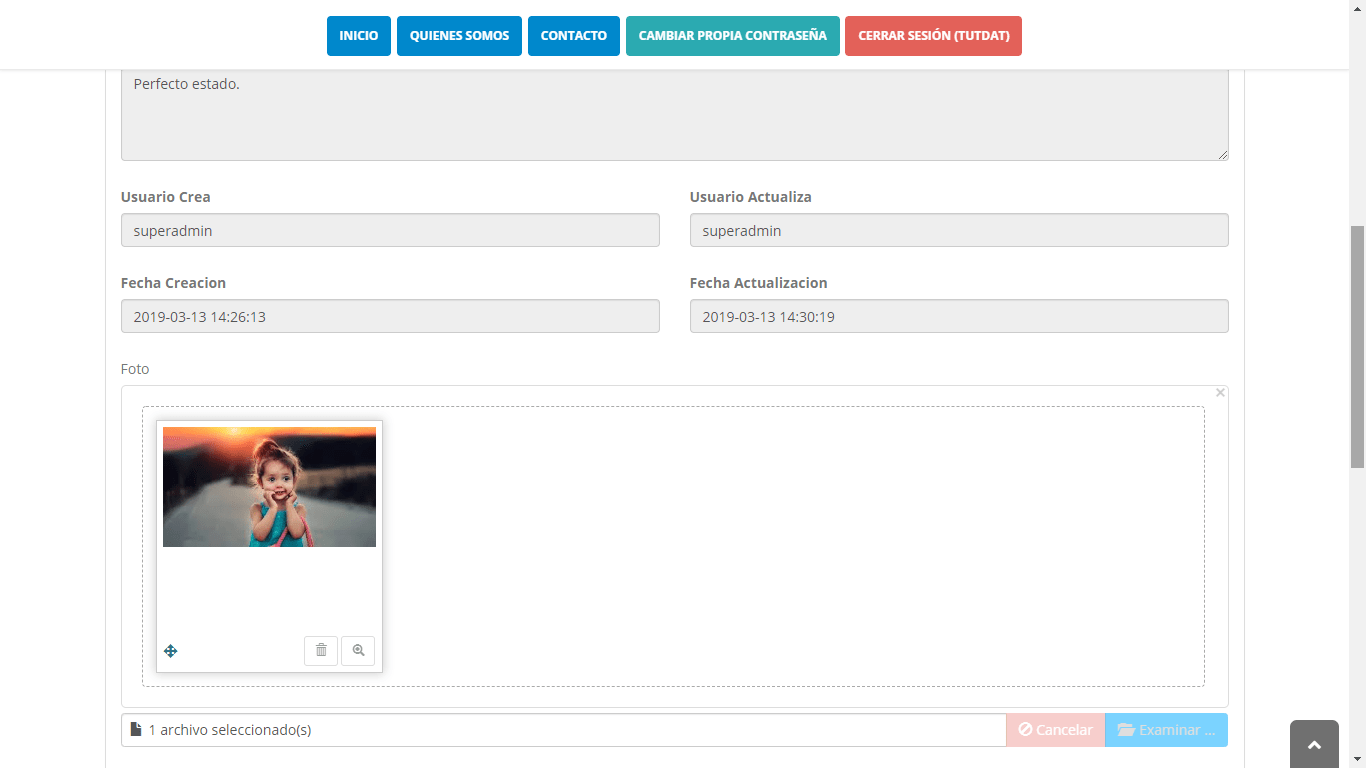 INICIO
QUIENES SOMOS
CONTACTO
CAMBIAR PROPIA CONTRASEÑA
CERRAR SESIÓN (TUTDAT)
Perfecto estado.
Usuario Crea
Usuario Actualiza
superadmin
superadmin
Fecha Creacion
Fecha Actualizacion
2019-03-13 14:26:13
2019-03-13 14:30:19
Foto
1 archivo seleccionado(s)
Cancelar
Examinar ...